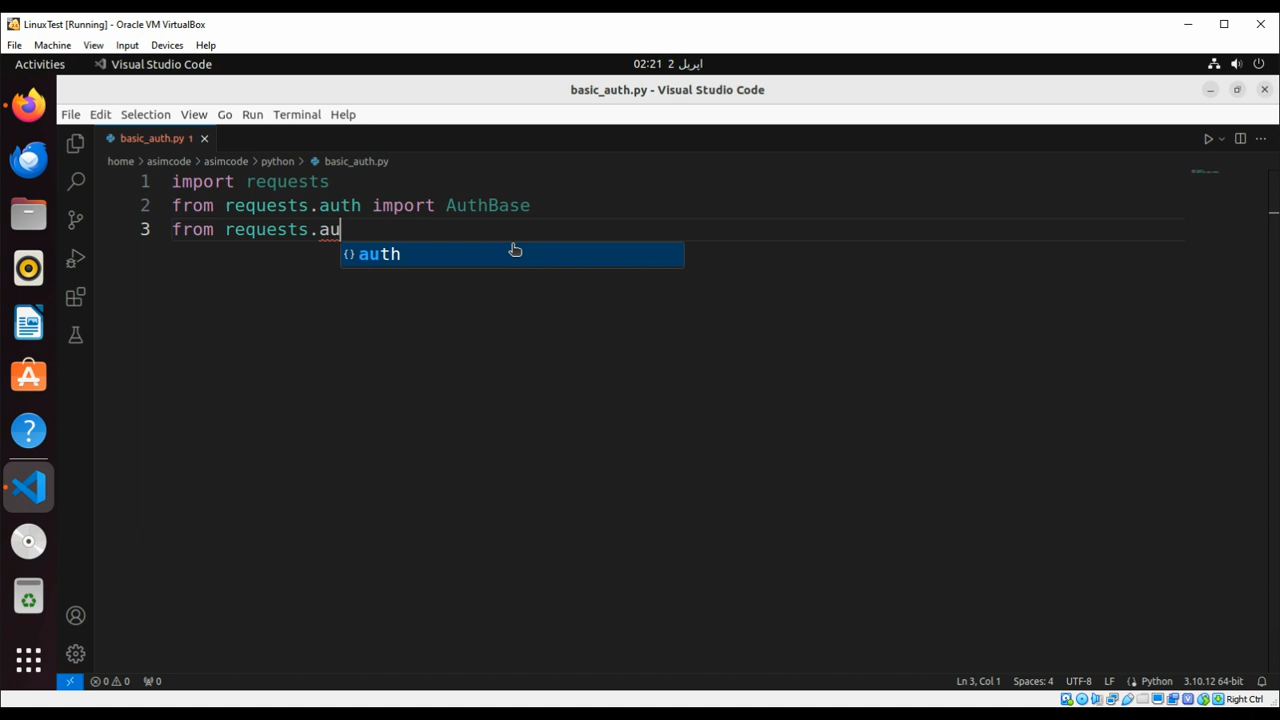 LinuxTest [Running] - Oracle VM VirtualBox
File Machine View Input Devices Help
Activities Visual Studio Code 02:21 2 اپریل
basic_auth.py - Visual Studio Code
File Edit Selection View Go Run Terminal Help
basic_auth.py 1
home > asimcode > asimcode > python > basic_auth.py
1 import requests
2 from requests.auth import AuthBase
3 from requests.au
{} auth
0 0 0 Ln 3, Col 1 Spaces: 4 UTF-8 LF Python 3.10.12 64-bit
Right Ctrl